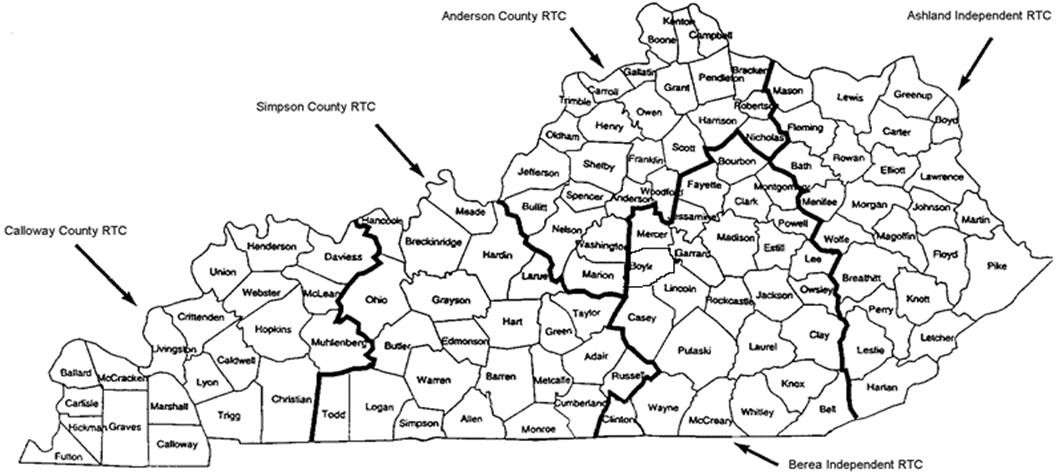 Anderson County RTC
Ashland Independent RTC
Simpson County RTC
Calloway County RTC
Berea Independent RTC
Kenton
Boone
Campbell
Gallatin
Grant
Pendleton
Bracken
Mason
Lewis
Greenup
Boyd
Carroll
Trimble
Owen
Robertson
Harrison
Nicholas
Fleming
Carter
Henry
Oldham
Scott
Bourbon
Bath
Rowan
Elliott
Lawrence
Jefferson
Shelby
Franklin
Woodford
Fayette
Montgomery
Menifee
Morgan
Johnson
Martin
Spencer
Anderson
Bullitt
Clark
Powell
Wolfe
Magoffin
Floyd
Pike
Nelson
Washington
Mercer
Jessamine
Madison
Estill
Lee
Breathitt
Knott
Hancock
Meade
Breckinridge
Hardin
Larue
Marion
Boyle
Garrard
Lincoln
Rockcastle
Jackson
Owsley
Perry
Letcher
Henderson
Daviess
Union
Webster
McLean
Ohio
Grayson
Hart
Green
Taylor
Casey
Pulaski
Laurel
Clay
Leslie
Harlan
Crittenden
Hopkins
Muhlenberg
Butler
Edmonson
Adair
Russell
Livingston
Caldwell
Warren
Barren
Metcalfe
Cumberland
Clinton
Wayne
McCreary
Whitley
Knox
Bell
Ballard
McCracken
Lyon
Christian
Todd
Logan
Simpson
Allen
Monroe
Carlisle
Marshall
Trigg
Hickman
Graves
Calloway
Fulton